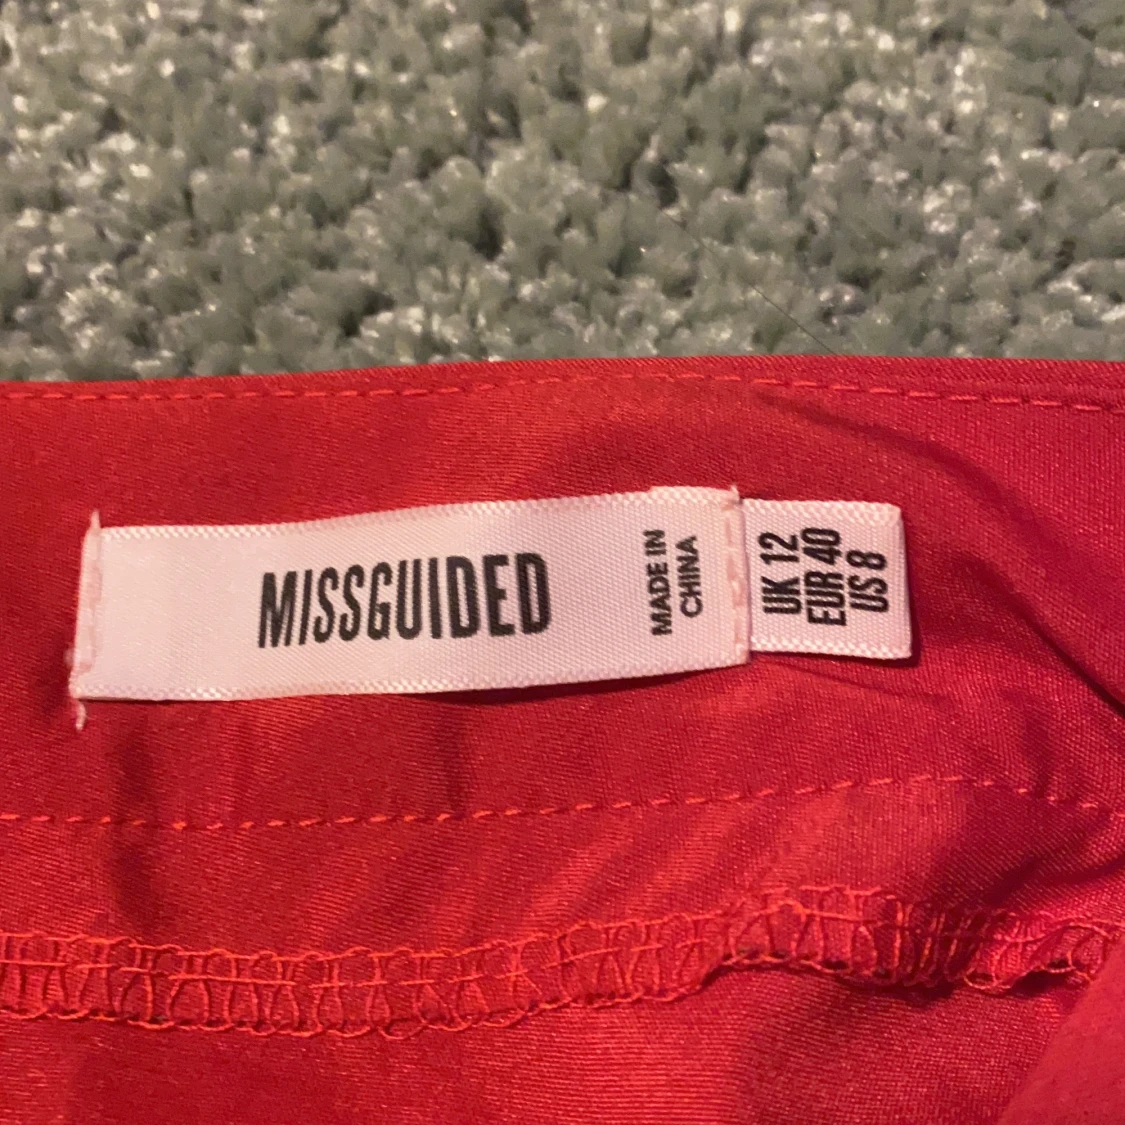 MISSGUIDED
MADE IN
CHINA
UK 12
EUR 40
US 8